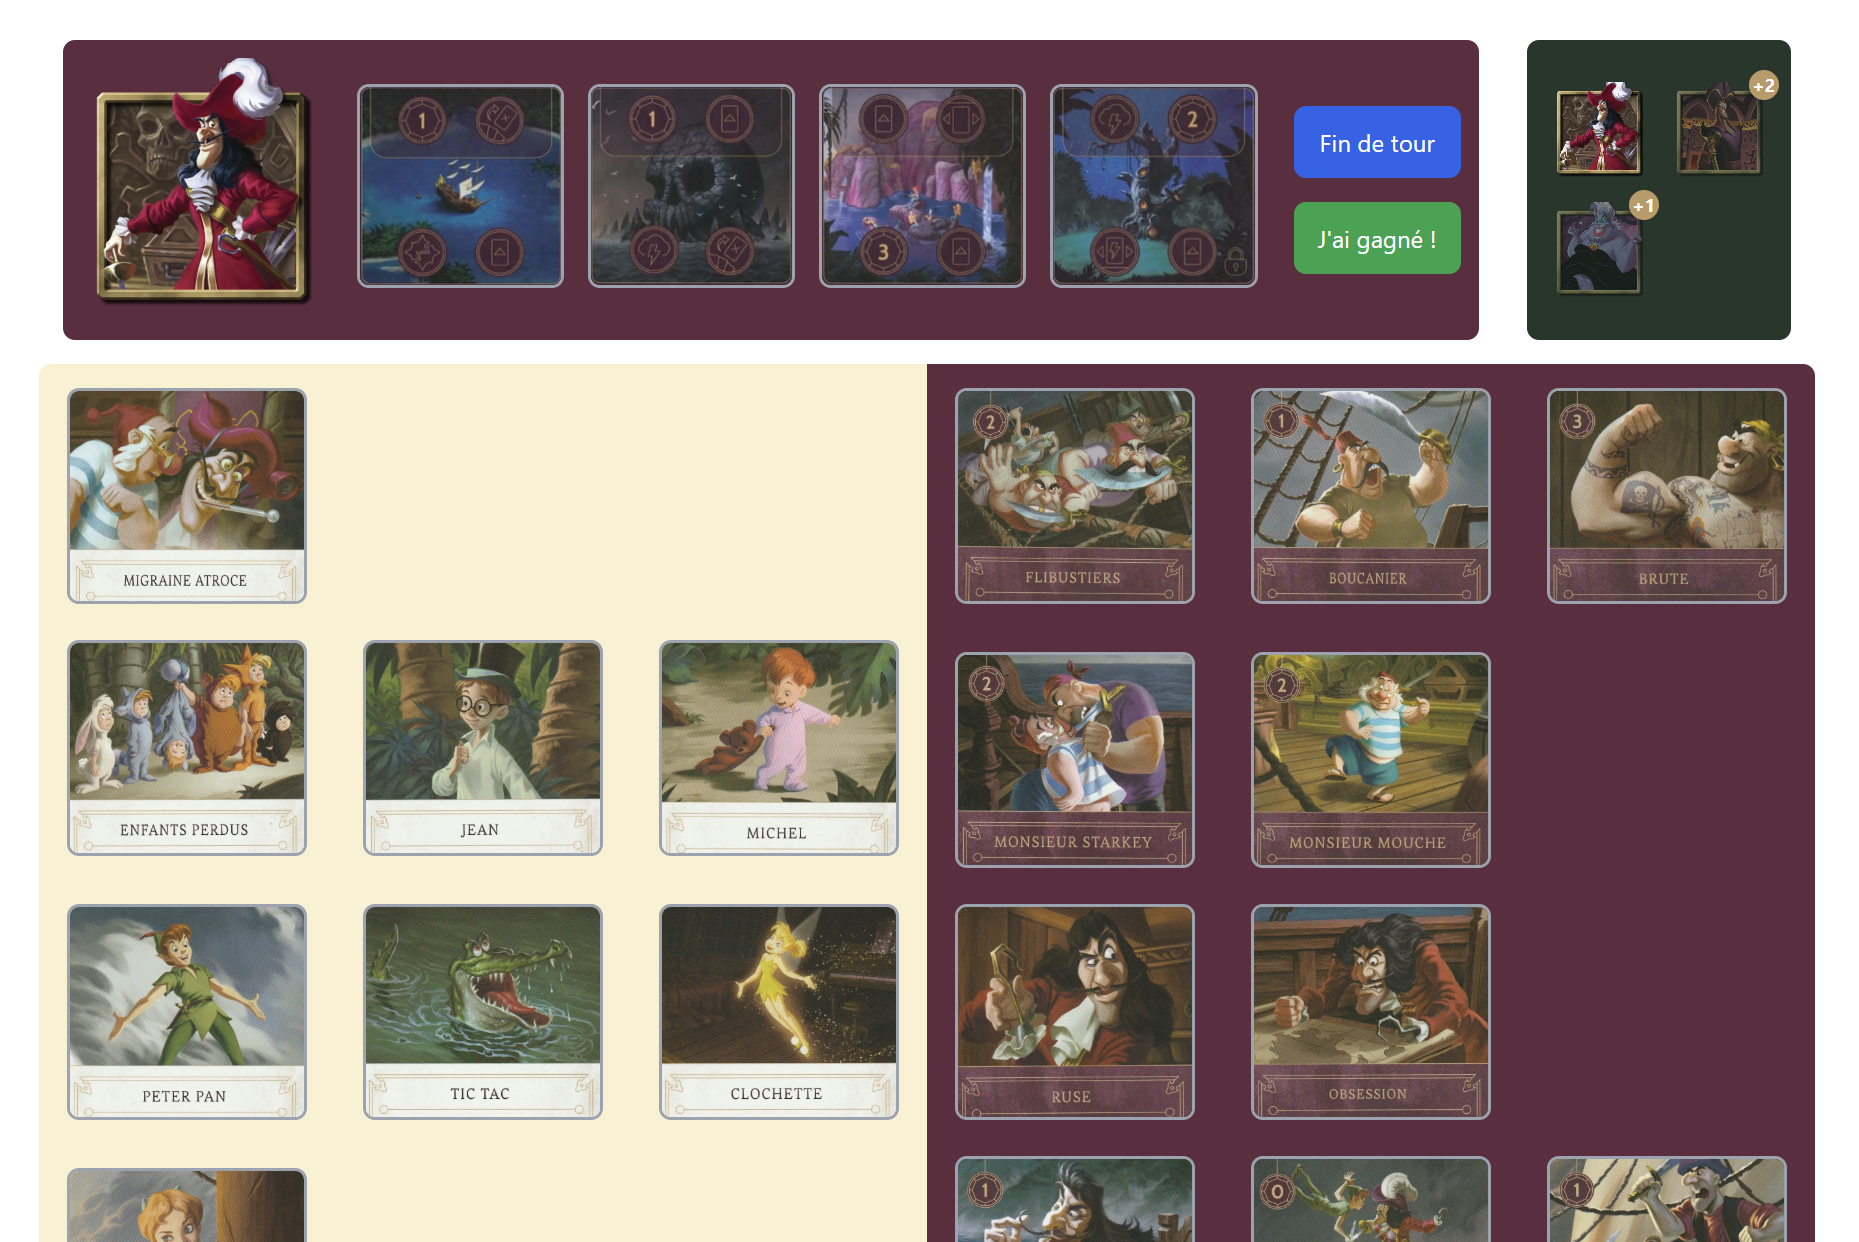 1
1
2
3
Fin de tour
J'ai gagné !
+2
+1
MIGRAINE ATROCE
2
FLIBUSTIERS
1
BOUCANIER
3
BRUTE
ENFANTS PERDUS
JEAN
MICHEL
2
MONSIEUR STARKEY
2
MONSIEUR MOUCHE
PETER PAN
TIC TAC
CLOCHETTE
RUSE
OBSESSION
1
0
1